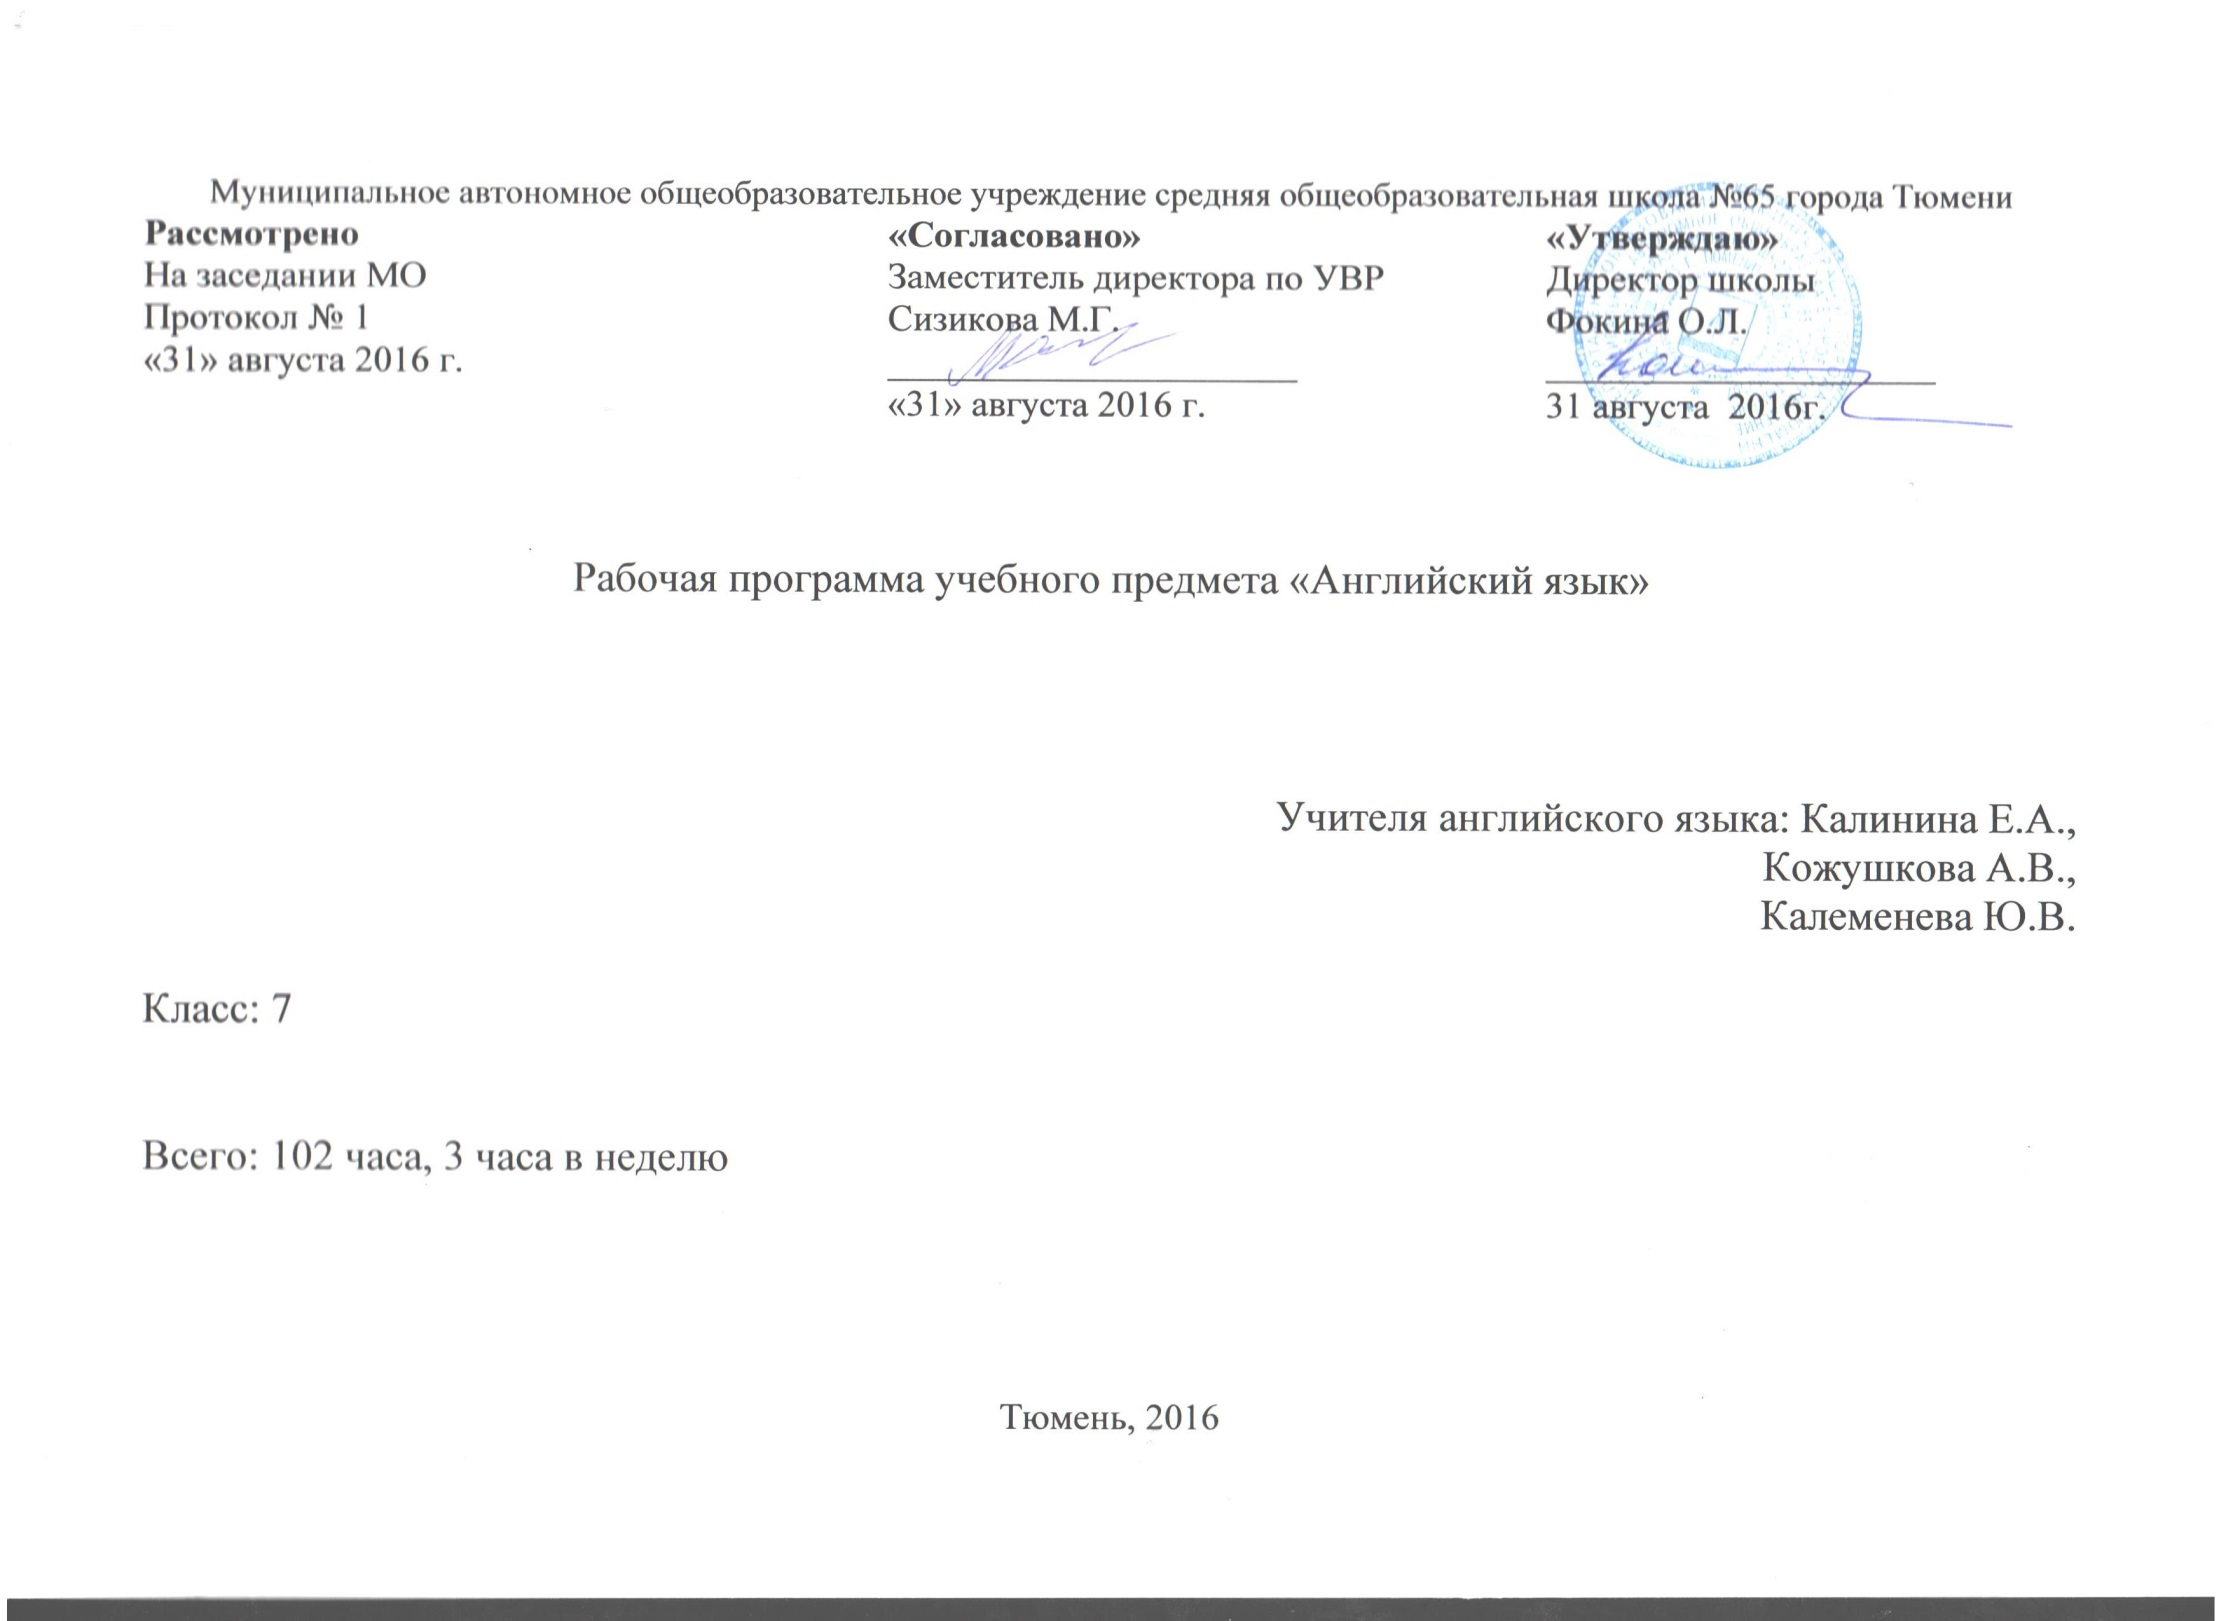 Муниципальное автономное общеобразовательное учреждение средняя общеобразовательная школа №65 города Тюмени
Рассмотрено
На заседании МО
Протокол № 1
«31» августа 2016 г.
«Согласовано»
Заместитель директора по УВР
Сизикова М.Г.
«31» августа 2016 г.
«Утверждаю»
Директор школы
Фокина О.Л.
31 августа 2016г.
Рабочая программа учебного предмета «Английский язык»
Учителя английского языка: Калинина Е.А.,
Кожушкова А.В.,
Калеменева Ю.В.
Класс: 7
Всего: 102 часа, 3 часа в неделю
Тюмень, 2016